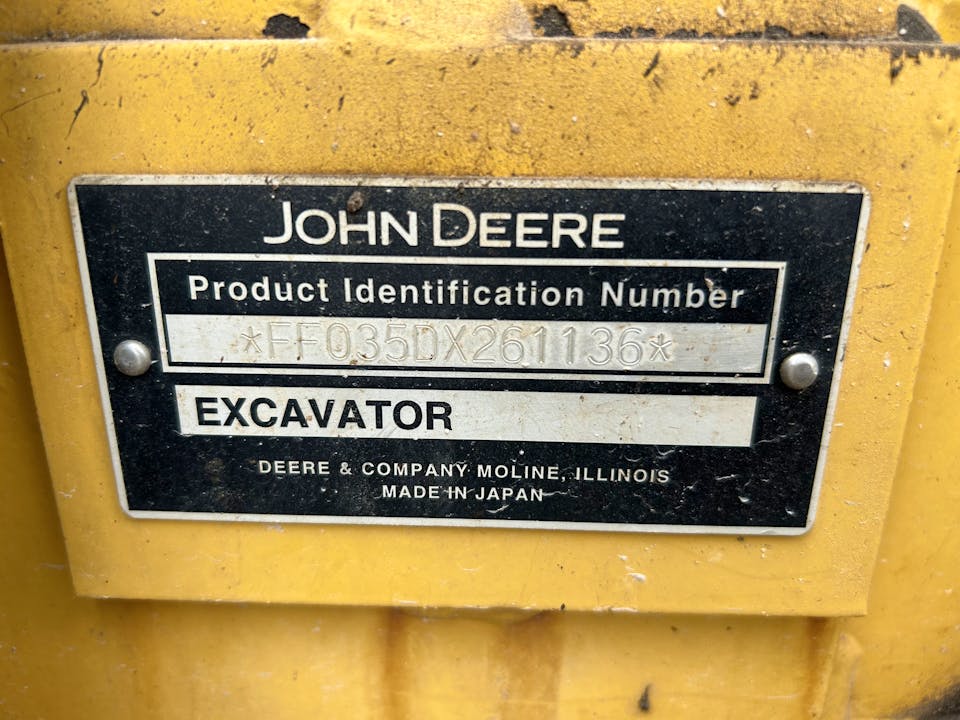 JOHN DEERE
Product Identification Number
*FF035DX261136*
EXCAVATOR
DEERE & COMPANY MOLINE, ILLINOIS
MADE IN JAPAN